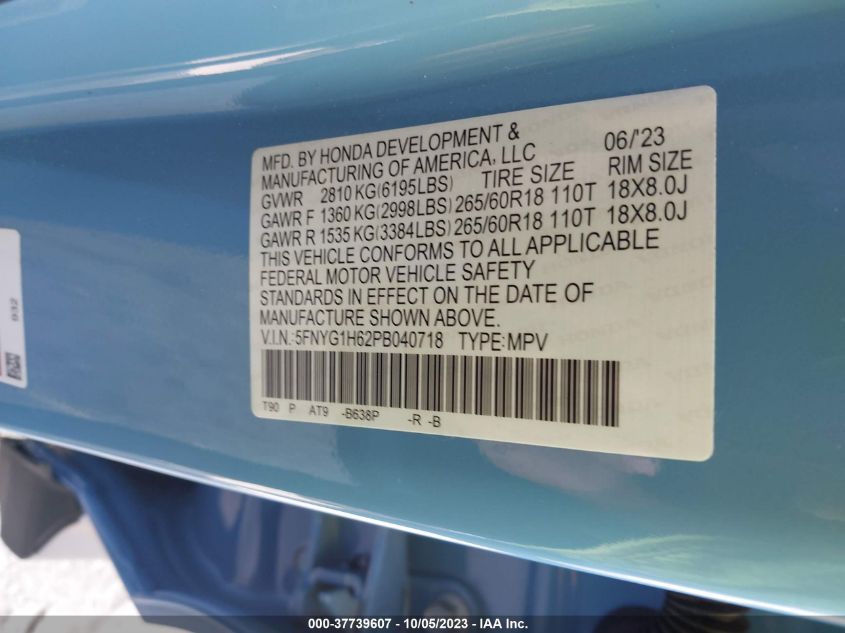 MFD. BY HONDA DEVELOPMENT & 06/'23
MANUFACTURING OF AMERICA, LLC
GVWR 2810 KG(6195LBS) TIRE SIZE RIM SIZE
GAWR F 1360 KG(2998LBS) 265/60R18 110T 18X8.0J
GAWR R 1535 KG(3384LBS) 265/60R18 110T 18X8.0J
THIS VEHICLE CONFORMS TO ALL APPLICABLE
FEDERAL MOTOR VEHICLE SAFETY
STANDARDS IN EFFECT ON THE DATE OF
MANUFACTURE SHOWN ABOVE.
V.I.N.:5FNYG1H62PB040718 TYPE:MPV
T90 P AT9 -B638P -R -B
932
000-37739607 - 10/05/2023 - IAA Inc.